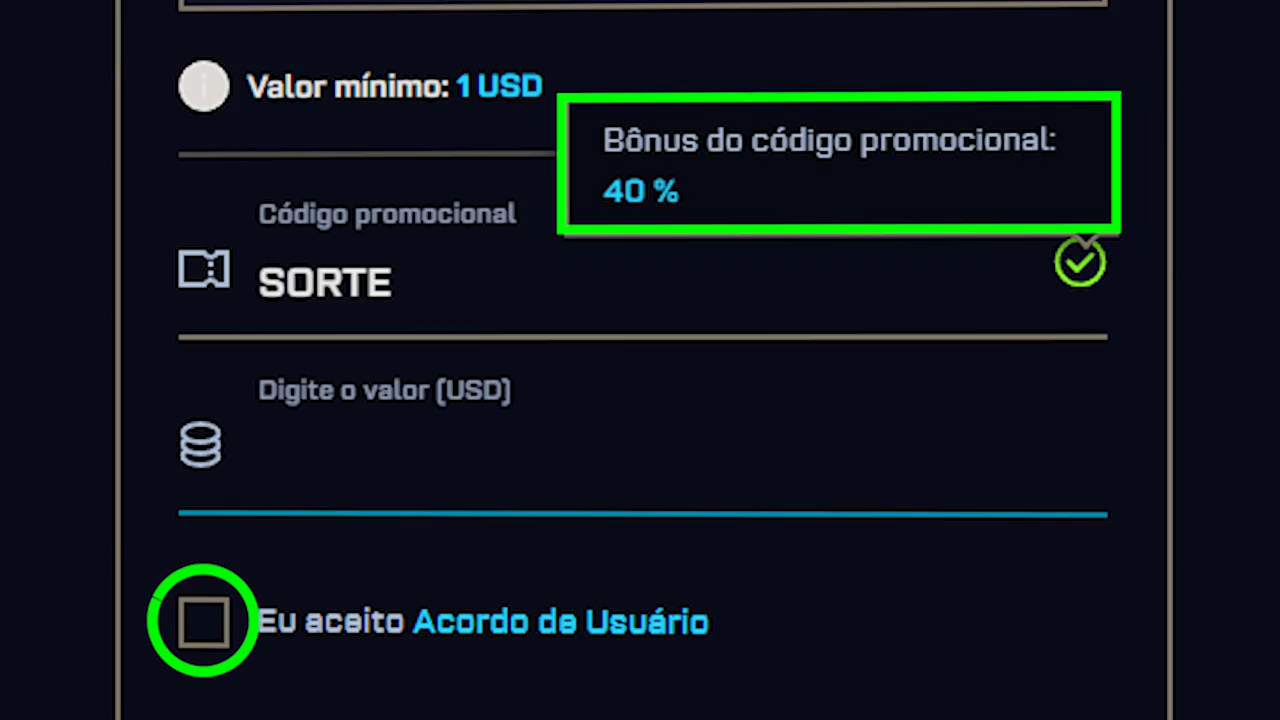 Valor mínimo: 1 USD
Bônus do código promocional:
40 %
Código promocional
SORTE
Digite o valor (USD)
Eu aceito Acordo de Usuário